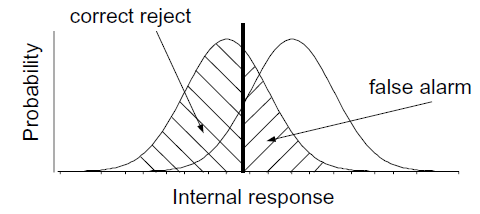 correct reject
false alarm
Probability
Internal response